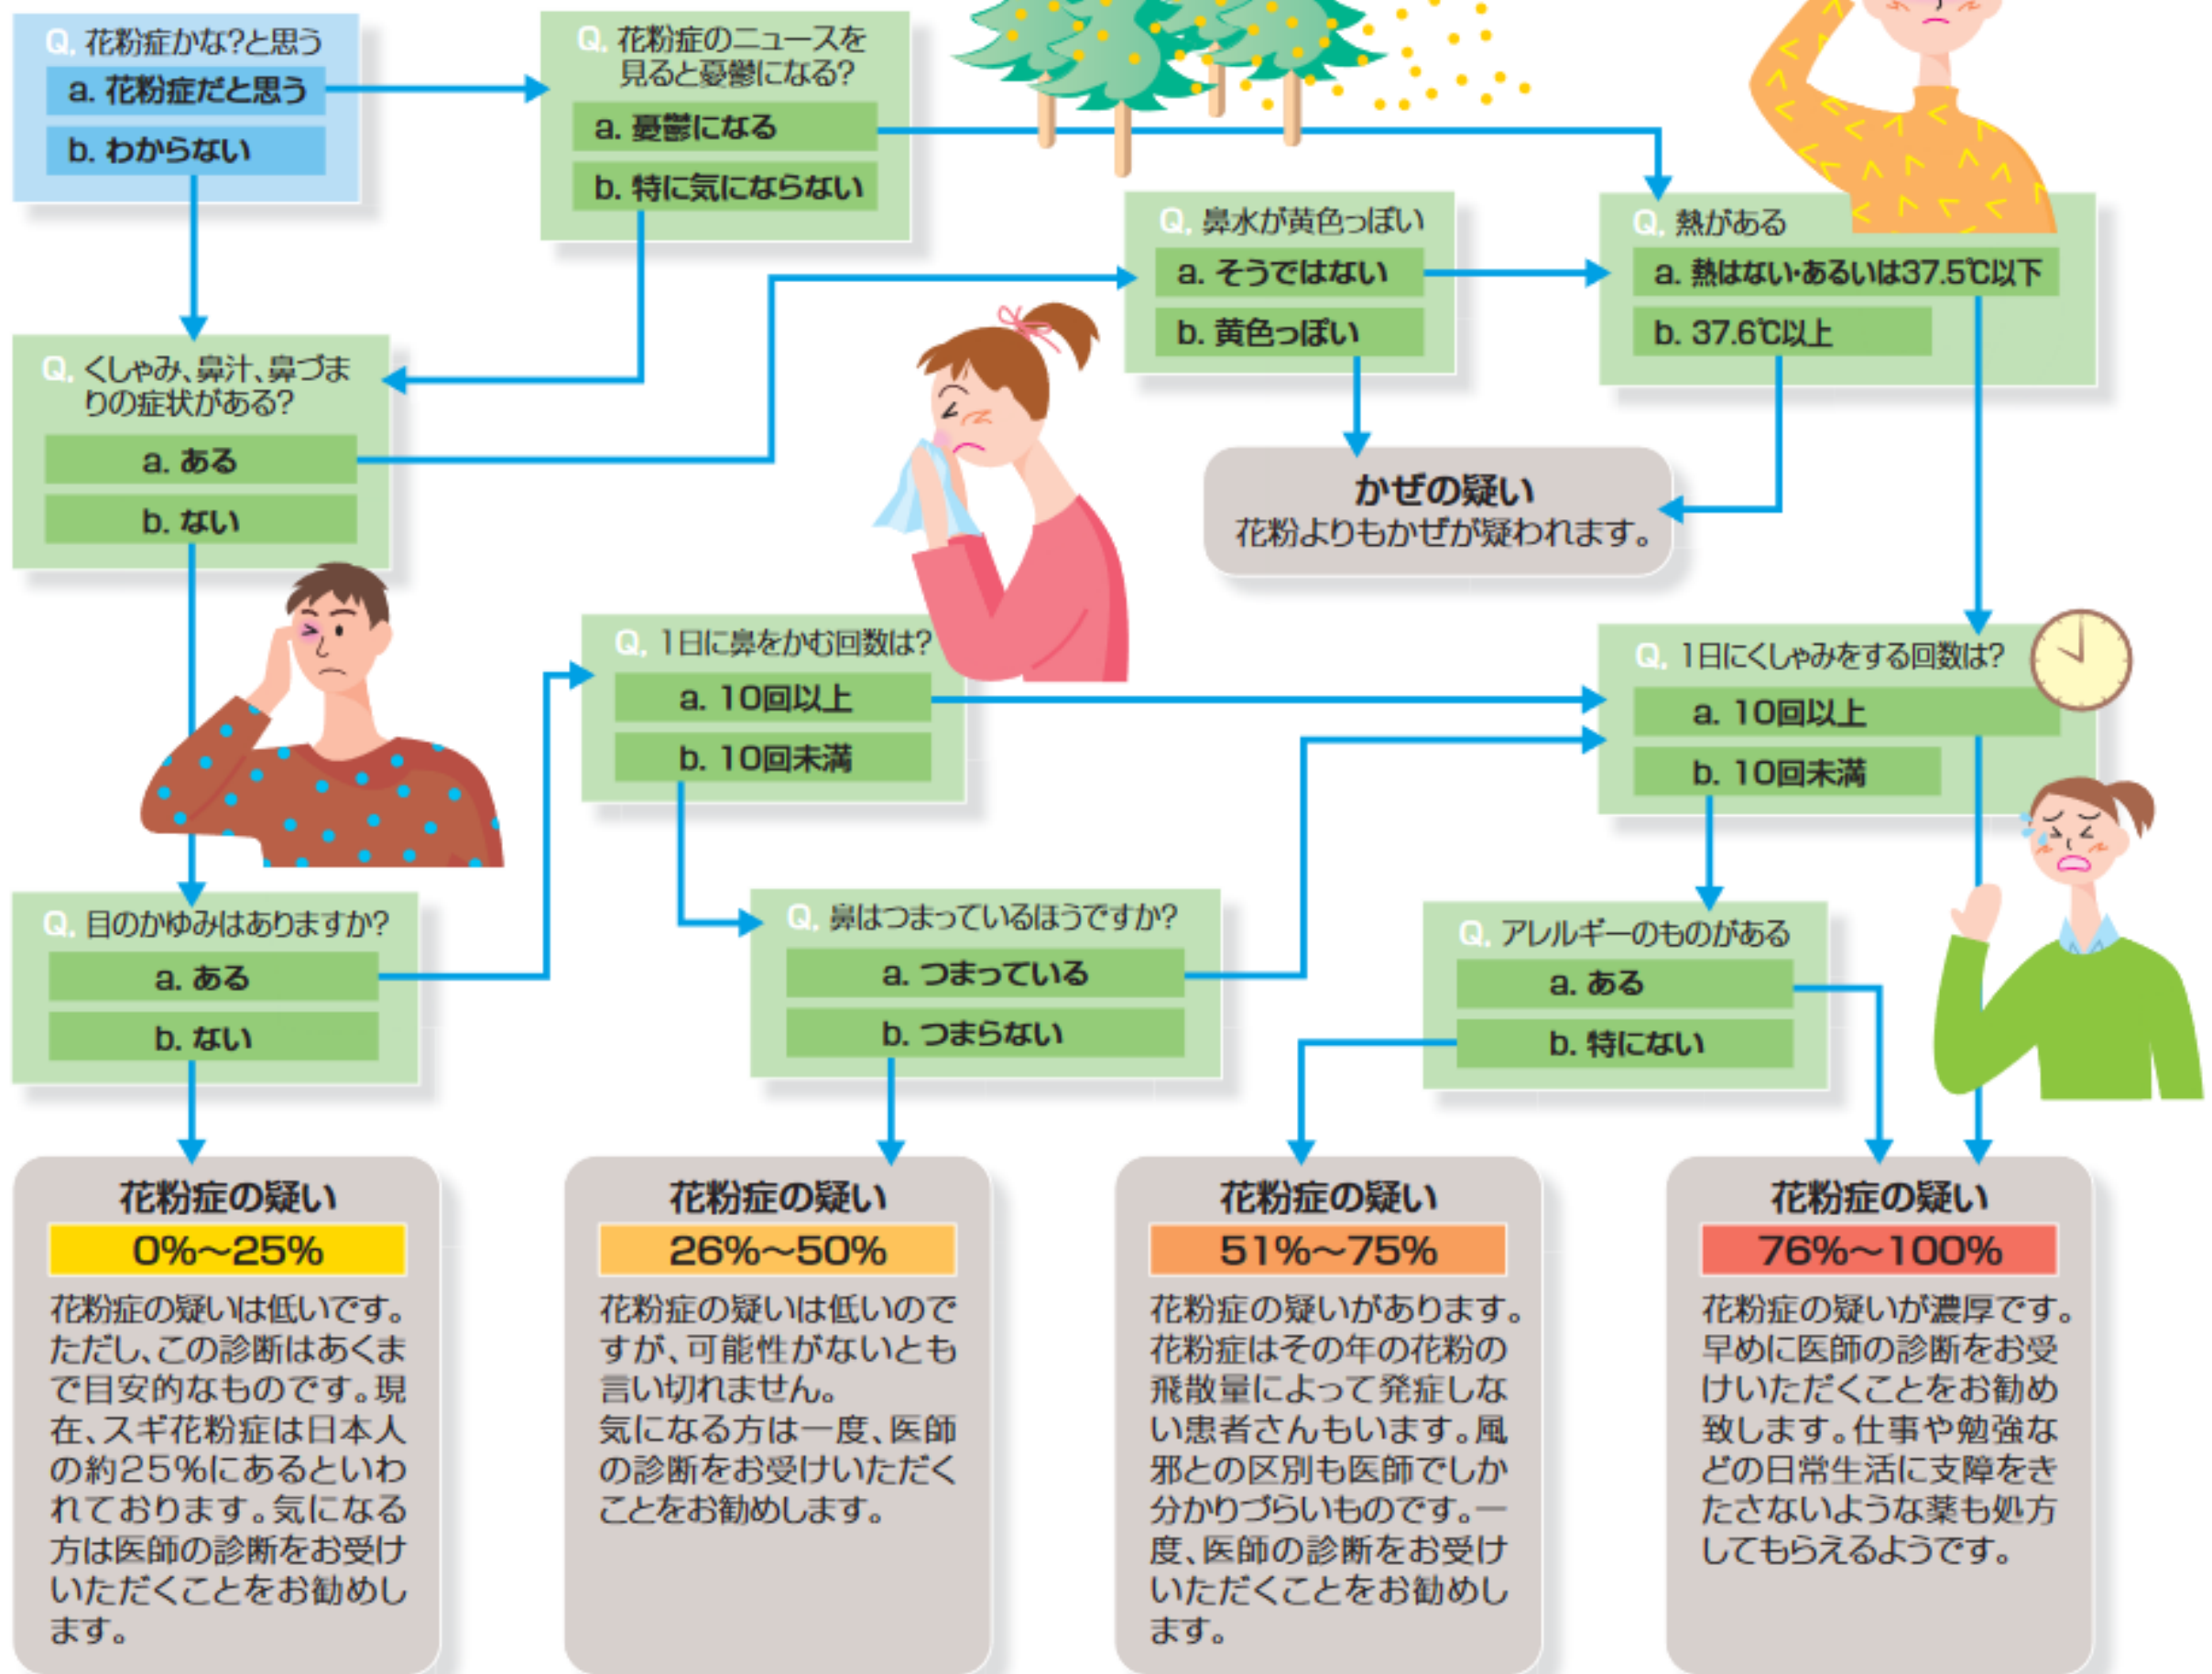 Q. 花粉症かな?と思う
a. 花粉症だと思う
b. わからない
Q. 花粉症のニュースを
見ると憂鬱になる?
a. 憂鬱になる
b. 特に気にならない
Q. 鼻水が黄色っぽい
a. そうではない
b. 黄色っぽい
Q. 熱がある
a. 熱はない・あるいは37.5℃以下
b. 37.6℃以上
Q. くしゃみ、鼻汁、鼻づま
りの症状がある?
a. ある
b. ない
かぜの疑い
花粉よりもかぜが疑われます。
Q. 1日に鼻をかむ回数は?
a. 10回以上
b. 10回未満
Q. 1日にくしゃみをする回数は?
a. 10回以上
b. 10回未満
Q. 目のかゆみはありますか?
a. ある
b. ない
Q. 鼻はつまっているほうですか?
a. つまっている
b. つまらない
Q. アレルギーのものがある
a. ある
b. 特にない
花粉症の疑い
0%〜25%
花粉症の疑いは低いです。
ただし、この診断はあくま
で目安的なものです。現
在、スギ花粉症は日本人
の約25%にあるといわ
れております。気になる
方は医師の診断をお受け
いただくことをお勧めし
ます。
花粉症の疑い
26%〜50%
花粉症の疑いは低いので
すが、可能性がないとも
言い切れません。
気になる方は一度、医師
の診断をお受けいただく
ことをお勧めします。
花粉症の疑い
51%〜75%
花粉症の疑いがあります。
花粉症はその年の花粉の
飛散量によって発症しな
い患者さんもいます。風
邪との区別も医師でしか
分かりづらいものです。一
度、医師の診断をお受け
いただくことをお勧めし
ます。
花粉症の疑い
76%〜100%
花粉症の疑いが濃厚です。
早めに医師の診断をお受
けいただくことをお勧め
致します。仕事や勉強な
どの日常生活に支障をき
たさないような薬も処方
してもらえるようです。